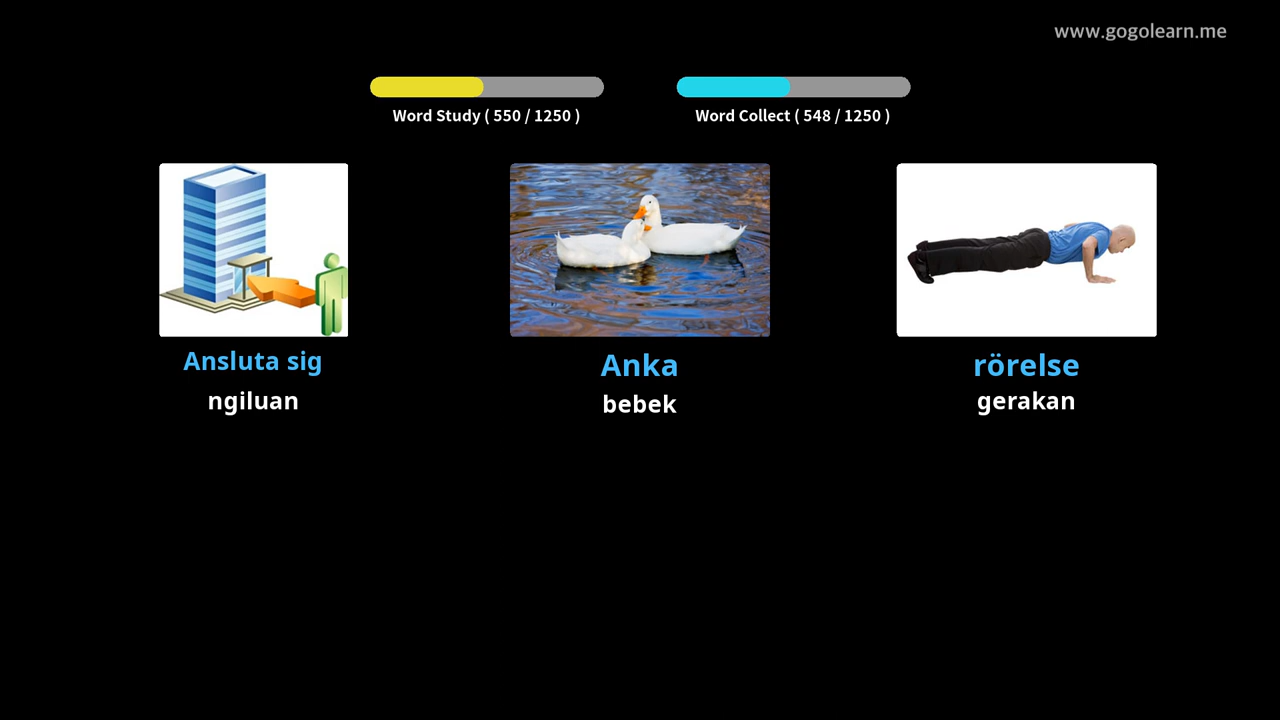 www.gogolearn.me
Word Study ( 550 / 1250 )
Word Collect ( 548 / 1250 )
Ansluta sig
ngiluan
Anka
bebek
rörelse
gerakan